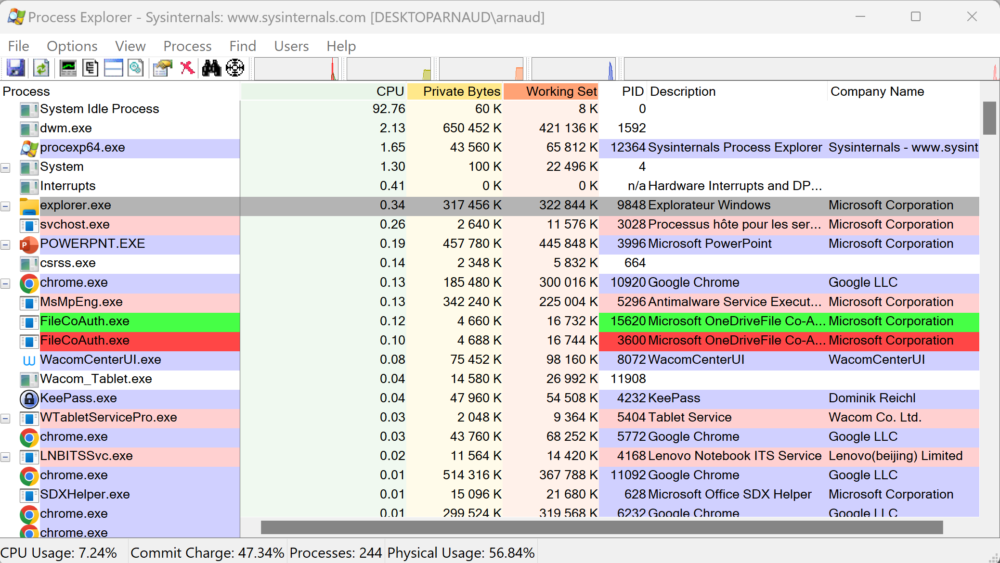 Process Explorer - Sysinternals: www.sysinternals.com [DESKTOPARNAUD\arnaud]
File Options View Process Find Users Help
Process CPU Private Bytes Working Set PID Description Company Name
System Idle Process 92.76 60 K 8 K 0
dwm.exe 2.13 650 452 K 421 136 K 1592
procexp64.exe 1.65 43 560 K 65 812 K 12364 Sysinternals Process Explorer Sysinternals - www.sysint
System 1.30 100 K 22 496 K 4
Interrupts 0.41 0 K 0 K n/a Hardware Interrupts and DP...
explorer.exe 0.34 317 456 K 322 844 K 9848 Explorateur Windows Microsoft Corporation
svchost.exe 0.26 2 640 K 11 576 K 3028 Processus hôte pour les ser... Microsoft Corporation
POWERPNT.EXE 0.19 457 780 K 445 848 K 3996 Microsoft PowerPoint Microsoft Corporation
csrss.exe 0.14 2 348 K 5 832 K 664
chrome.exe 0.13 185 480 K 300 016 K 10920 Google Chrome Google LLC
MsMpEng.exe 0.13 342 240 K 225 004 K 5296 Antimalware Service Execut... Microsoft Corporation
FileCoAuth.exe 0.12 4 660 K 16 732 K 15620 Microsoft OneDriveFile Co-A... Microsoft Corporation
FileCoAuth.exe 0.10 4 688 K 16 744 K 3600 Microsoft OneDriveFile Co-A... Microsoft Corporation
WacomCenterUI.exe 0.08 75 452 K 98 160 K 8072 WacomCenterUI WacomCenterUI
Wacom_Tablet.exe 0.04 14 580 K 26 992 K 11908
KeePass.exe 0.04 47 960 K 54 508 K 4232 KeePass Dominik Reichl
WTabletServicePro.exe 0.03 2 048 K 9 364 K 5404 Tablet Service Wacom Co. Ltd.
chrome.exe 0.03 43 760 K 68 252 K 5772 Google Chrome Google LLC
LNBITSSvc.exe 0.02 11 564 K 14 420 K 4168 Lenovo Notebook ITS Service Lenovo(beijing) Limited
chrome.exe 0.01 514 316 K 367 788 K 11092 Google Chrome Google LLC
SDXHelper.exe 0.01 15 096 K 21 680 K 628 Microsoft Office SDX Helper Microsoft Corporation
chrome.exe 0.01 299 524 K 319 568 K 6232 Google Chrome Google LLC
chrome.exe
CPU Usage: 7.24% Commit Charge: 47.34% Processes: 244 Physical Usage: 56.84%